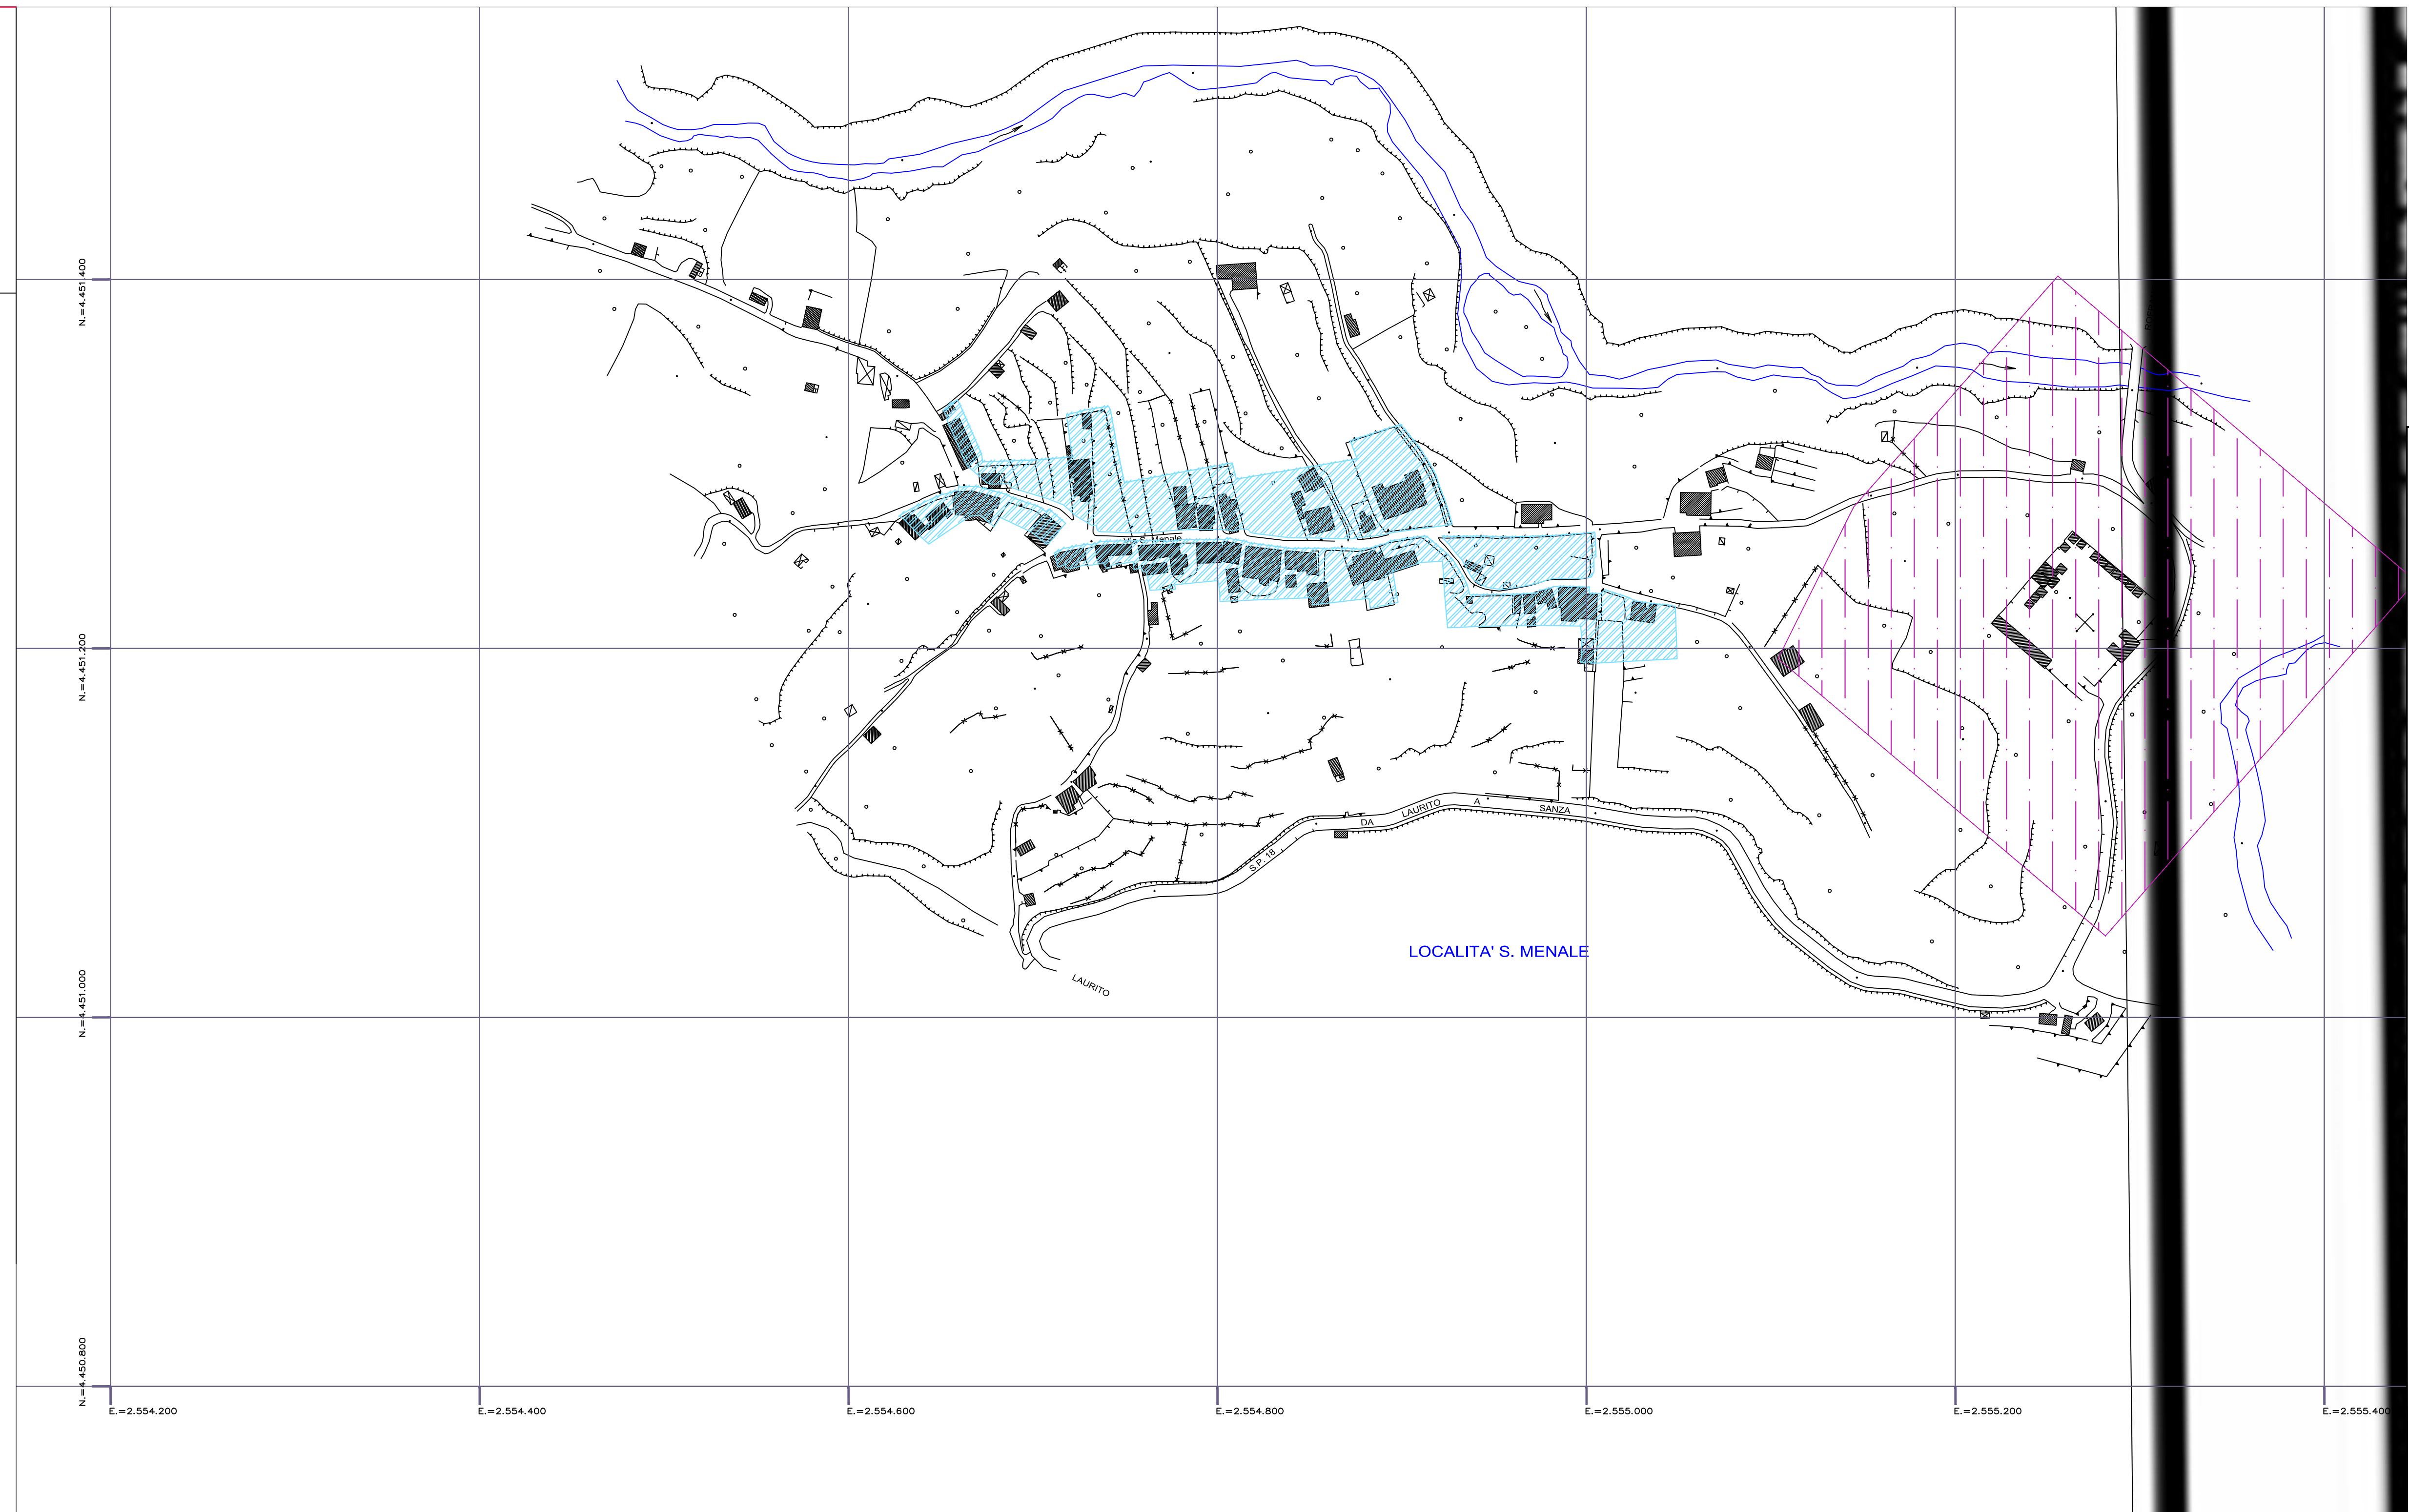 N.=4.451.400
Via S. Menale
N.=4.451.200
S.P. 18
DA
LAURITO
A
SANZA
LOCALITA' S. MENALE
LAURITO
N.=4.451.000
N.=4.450.800
E.=2.554.200
E.=2.554.400
E.=2.554.600
E.=2.554.800
E.=2.555.000
E.=2.555.200
E.=2.555.400